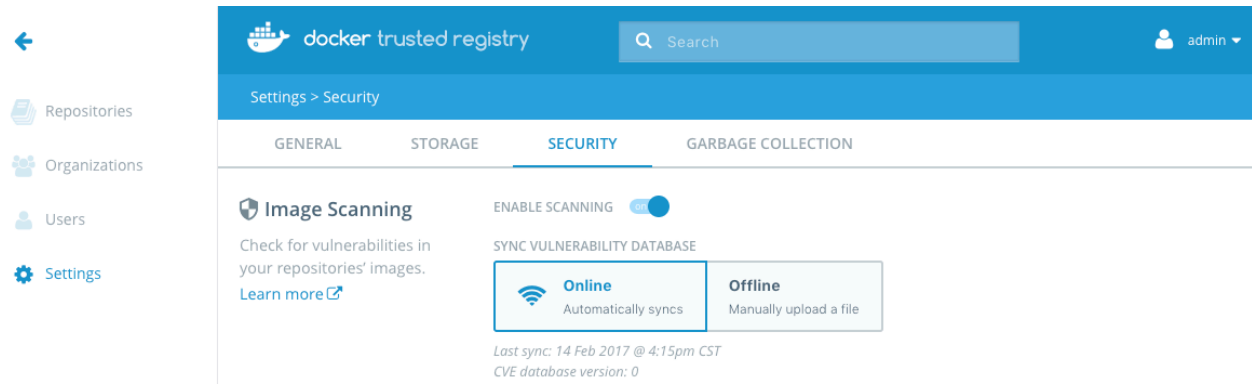 docker trusted registry
Search
admin
Settings > Security
Repositories
Organizations
Users
Settings
GENERAL STORAGE SECURITY GARBAGE COLLECTION
Image Scanning
Check for vulnerabilities in
your repositories' images.
Learn more
ENABLE SCANNING on
SYNC VULNERABILITY DATABASE
Online
Automatically syncs
Offline
Manually upload a file
Last sync: 14 Feb 2017 @ 4:15pm CST
CVE database version: 0